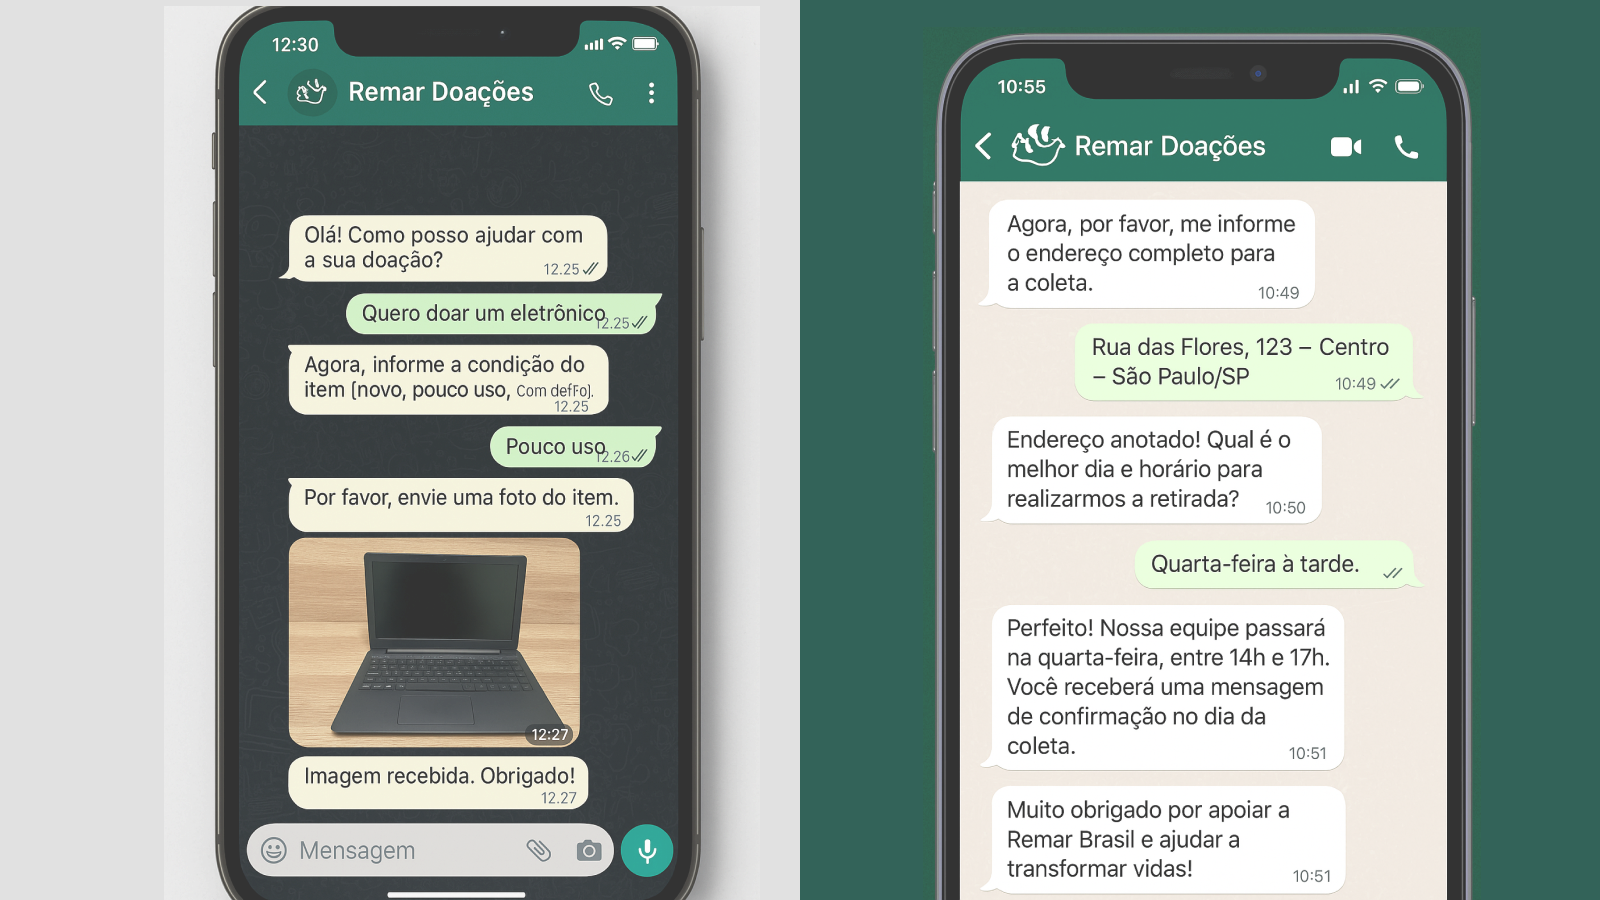 12:30
Remar Doações
Olá! Como posso ajudar com
a sua doação?
12.25
Quero doar um eletrônico
12.25
Agora, informe a condição do
item (novo, pouco uso, Com
12.25
Pouco uso
12.26
Por favor, envie uma foto do item.
12.25
12:27
Imagem recebida. Obrigado!
12.27
Mensagem
10:55
Remar Doações
Agora, por favor, me informe
o endereço completo para
a coleta.
10:49
Rua das Flores, 123 – Centro
– São Paulo/SP
10:49
Endereço anotado! Qual é o
melhor dia e horário para
realizarmos a retirada?
10:50
Quarta-feira à tarde.
Perfeito! Nossa equipe passará
na quarta-feira, entre 14h e 17h.
Você receberá uma mensagem
de confirmação no dia da
coleta.
10:51
Muito obrigado por apoiar a
Remar Brasil e ajudar a
transformar vidas!
10:51